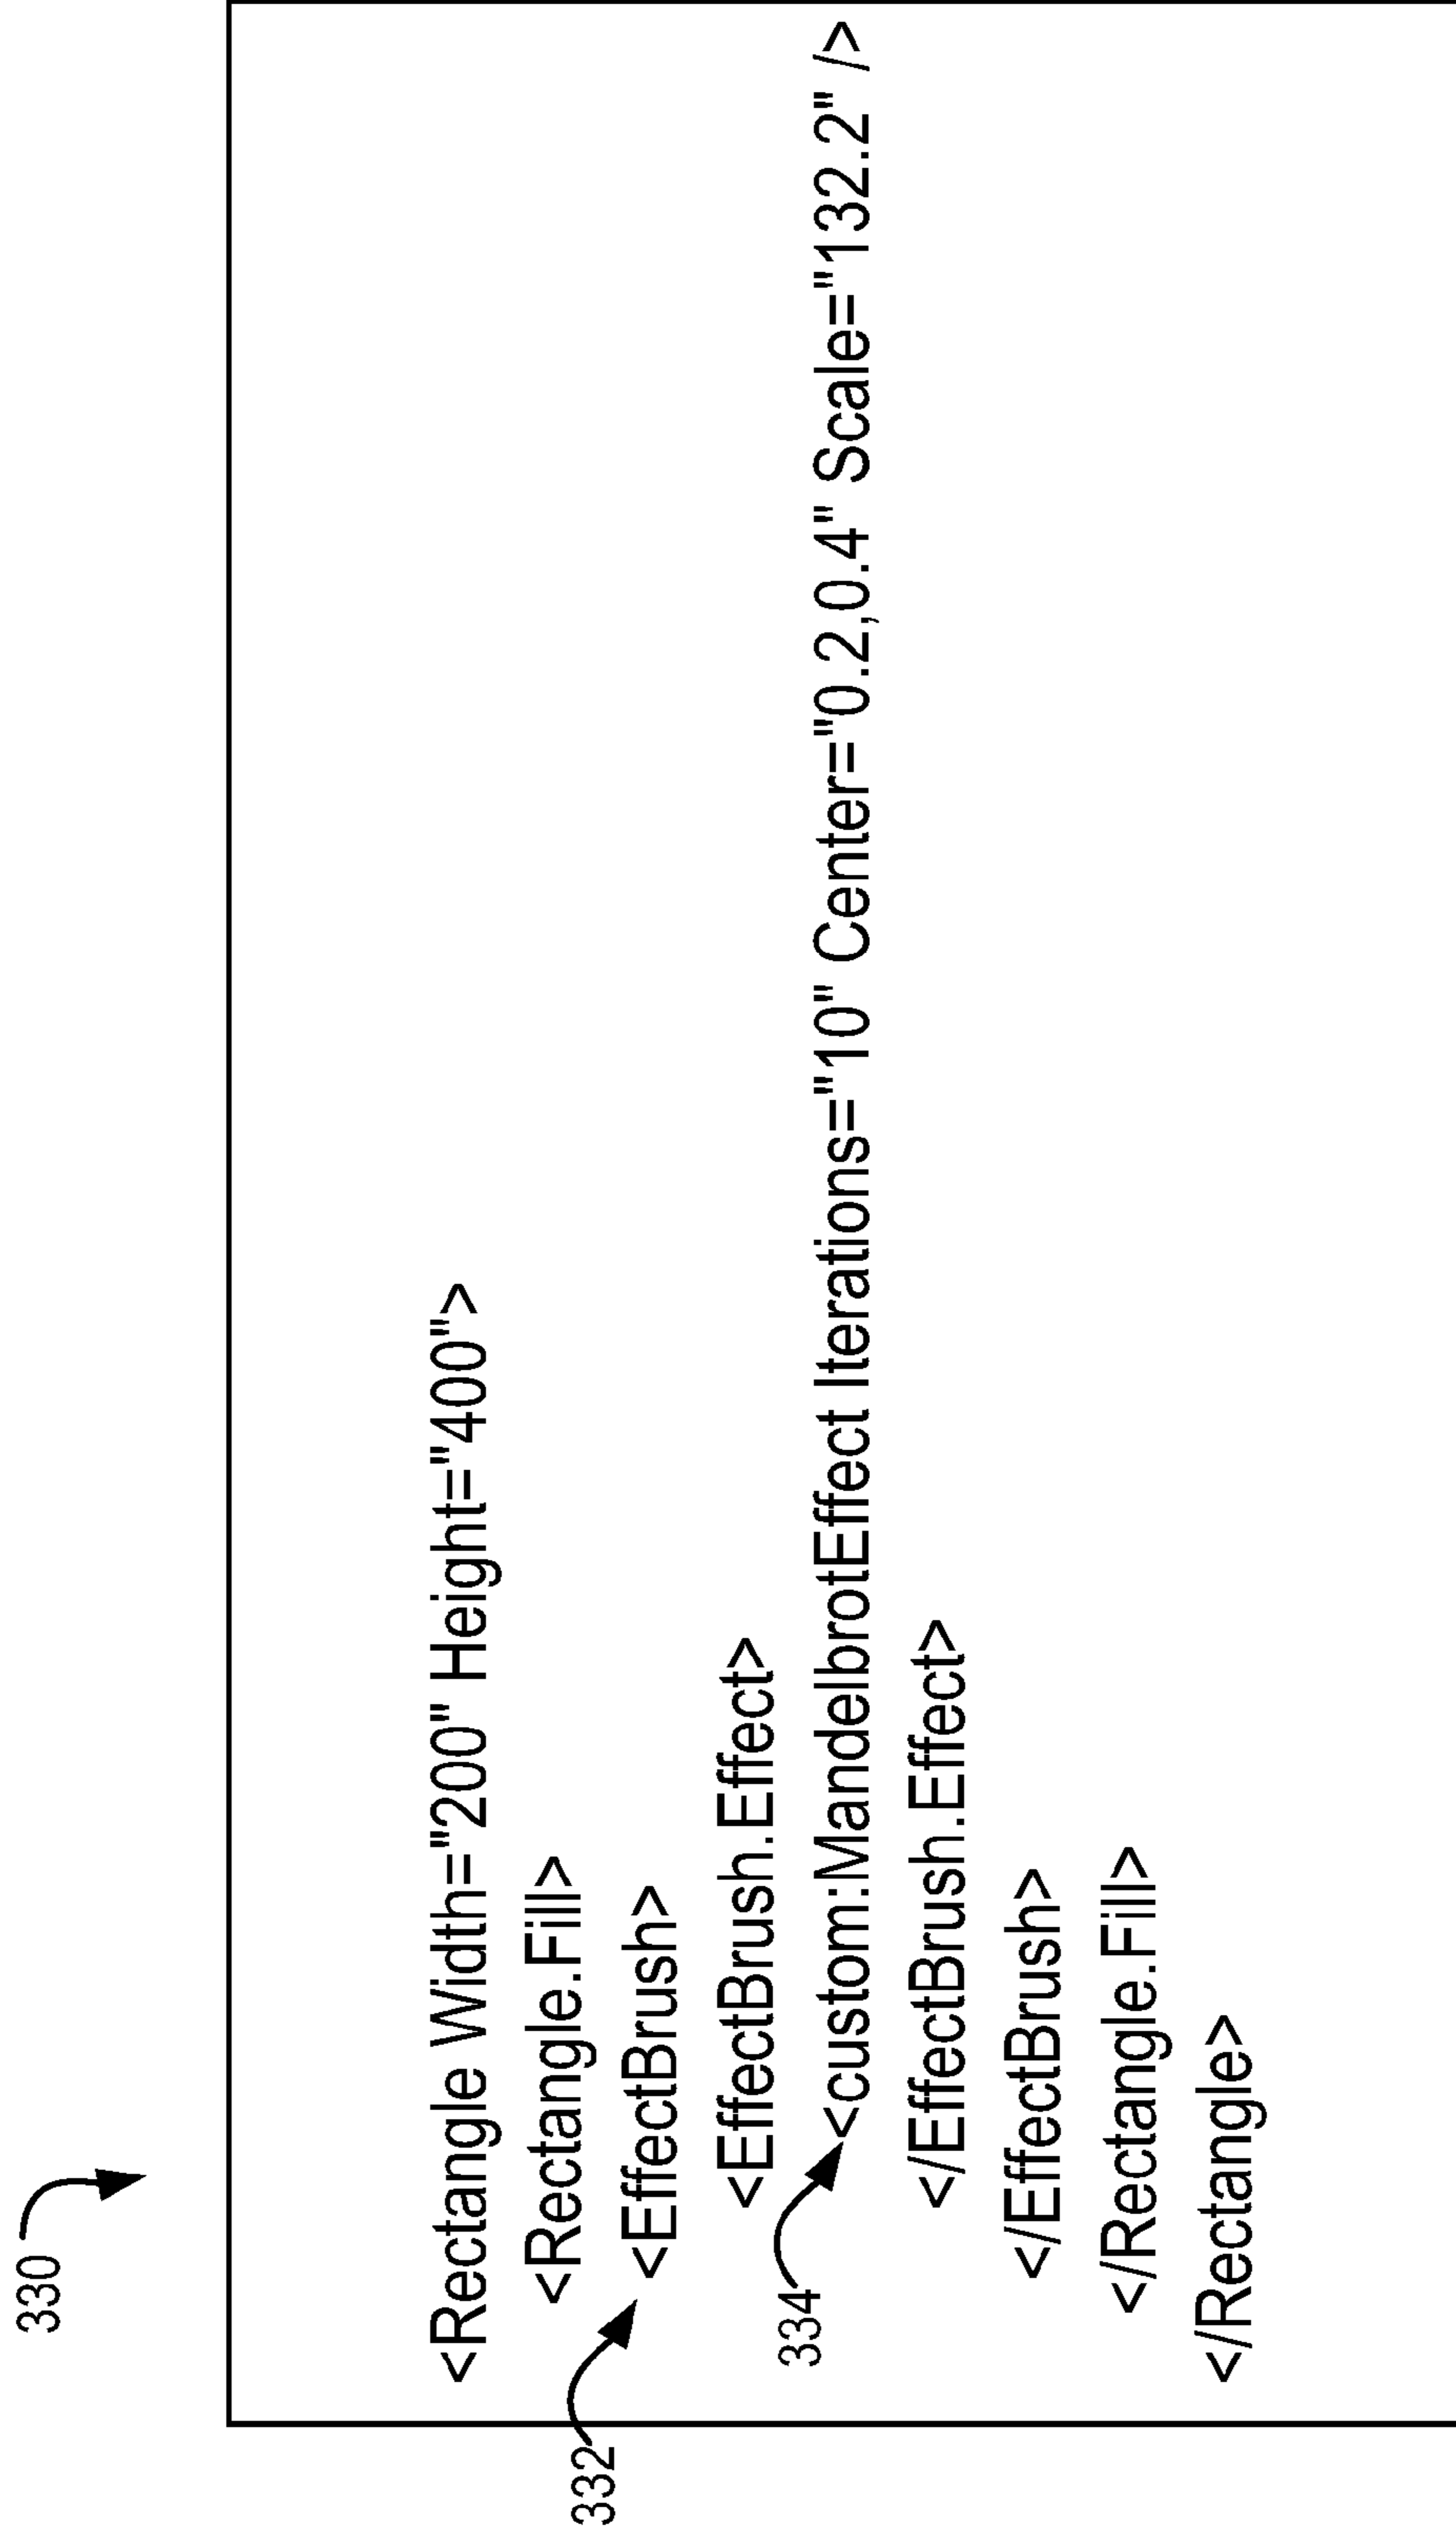 330
<Rectangle Width="200" Height="400">
<Rectangle.Fill>
332
<EffectBrush>
<EffectBrush.Effect>
334
<custom:MandelbrotEffect Iterations="10" Center="0.2,0.4" Scale="132.2" />
</EffectBrush.Effect>
</EffectBrush>
</Rectangle.Fill>
</Rectangle>